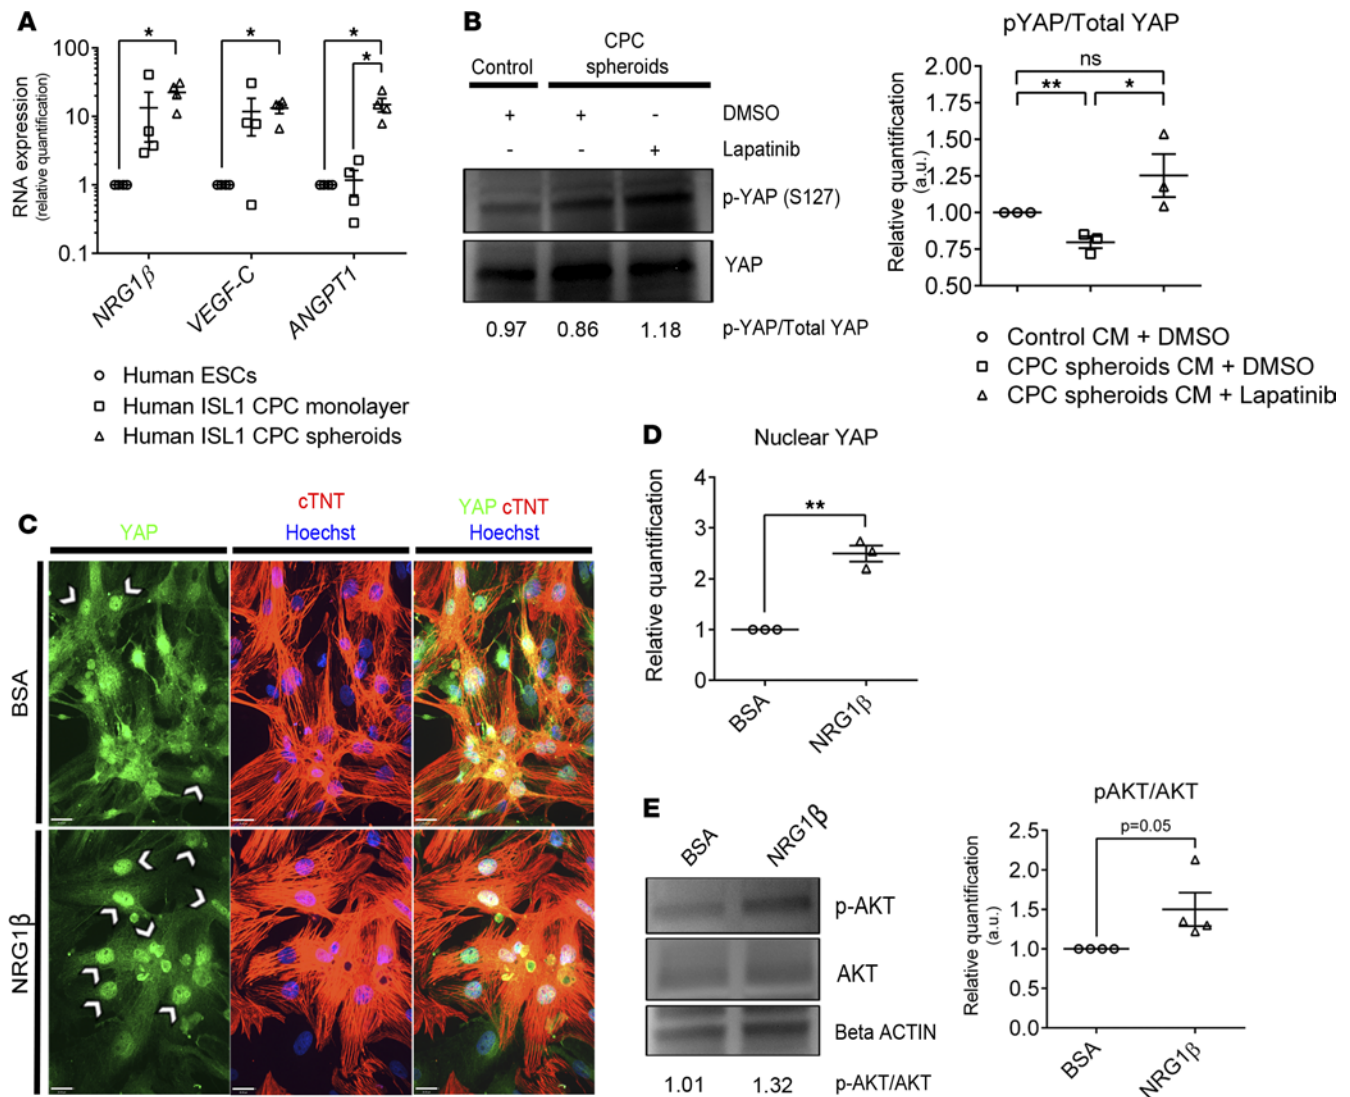 A
*
*
*
*
100
10
1
0.1
RNA expression
(relative quantification)
NRG1β
VEGF-C
ANGPT1
Human ESCs
Human ISL1 CPC monolayer
Human ISL1 CPC spheroids
B
Control
CPC
spheroids
+ + - DMSO
- - + Lapatinib
p-YAP (S127)
YAP
0.97 0.86 1.18 p-YAP/Total YAP
pYAP/Total YAP
ns
** *
2.00
1.75
1.50
1.25
1.00
0.75
0.50
Relative quantification
(a.u.)
Control CM + DMSO
CPC spheroids CM + DMSO
CPC spheroids CM + Lapatinib
C
YAP
cTNT
Hoechst
YAP cTNT
Hoechst
BSA
NRG1β
D
Nuclear YAP
**
4
3
2
1
0
Relative quantification
BSA
NRG1β
E
BSA
NRG1β
p-AKT
AKT
Beta ACTIN
1.01 1.32 p-AKT/AKT
pAKT/AKT
p=0.05
2.5
2.0
1.5
1.0
0.5
0.0
Relative quantification
(a.u.)
BSA
NRG1β